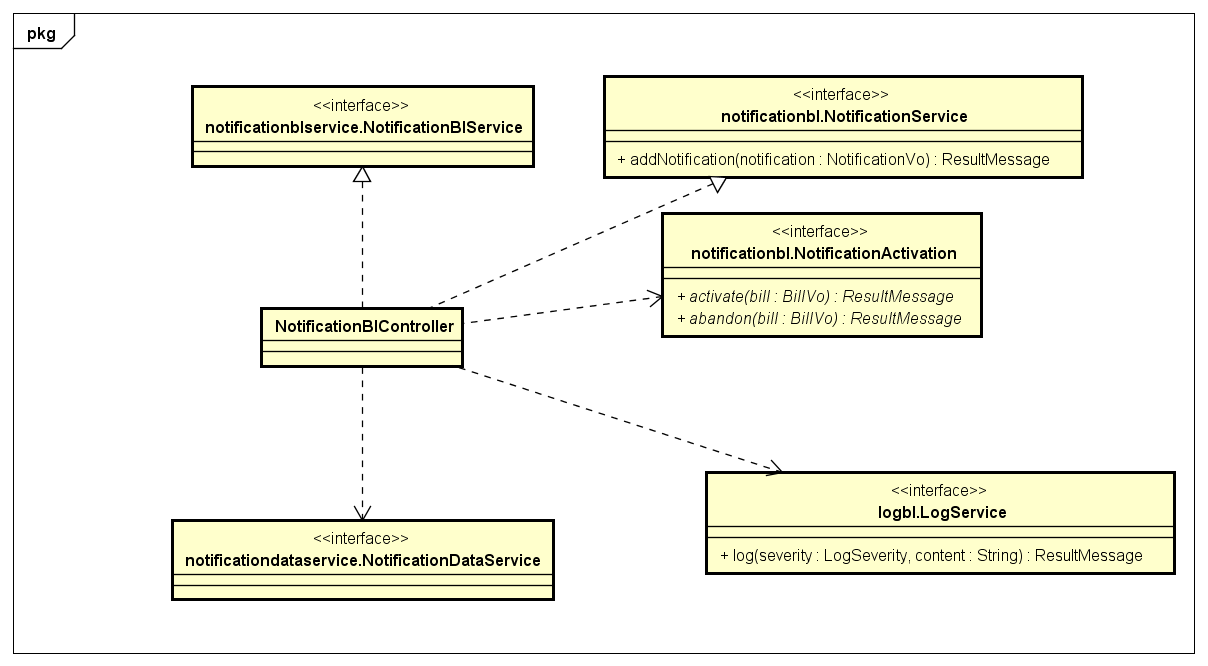 pkg
<<interface>>
notificationblservice.NotificationBlService
<<interface>>
notificationbl.NotificationService
+ addNotification(notification : NotificationVo) : ResultMessage
<<interface>>
notificationbl.NotificationActivation
+ activate(bill : BillVo) : ResultMessage
+ abandon(bill : BillVo) : ResultMessage
NotificationBlController
<<interface>>
notificationdataservice.NotificationDataService
<<interface>>
logbl.LogService
+ log(severity : LogSeverity, content : String) : ResultMessage